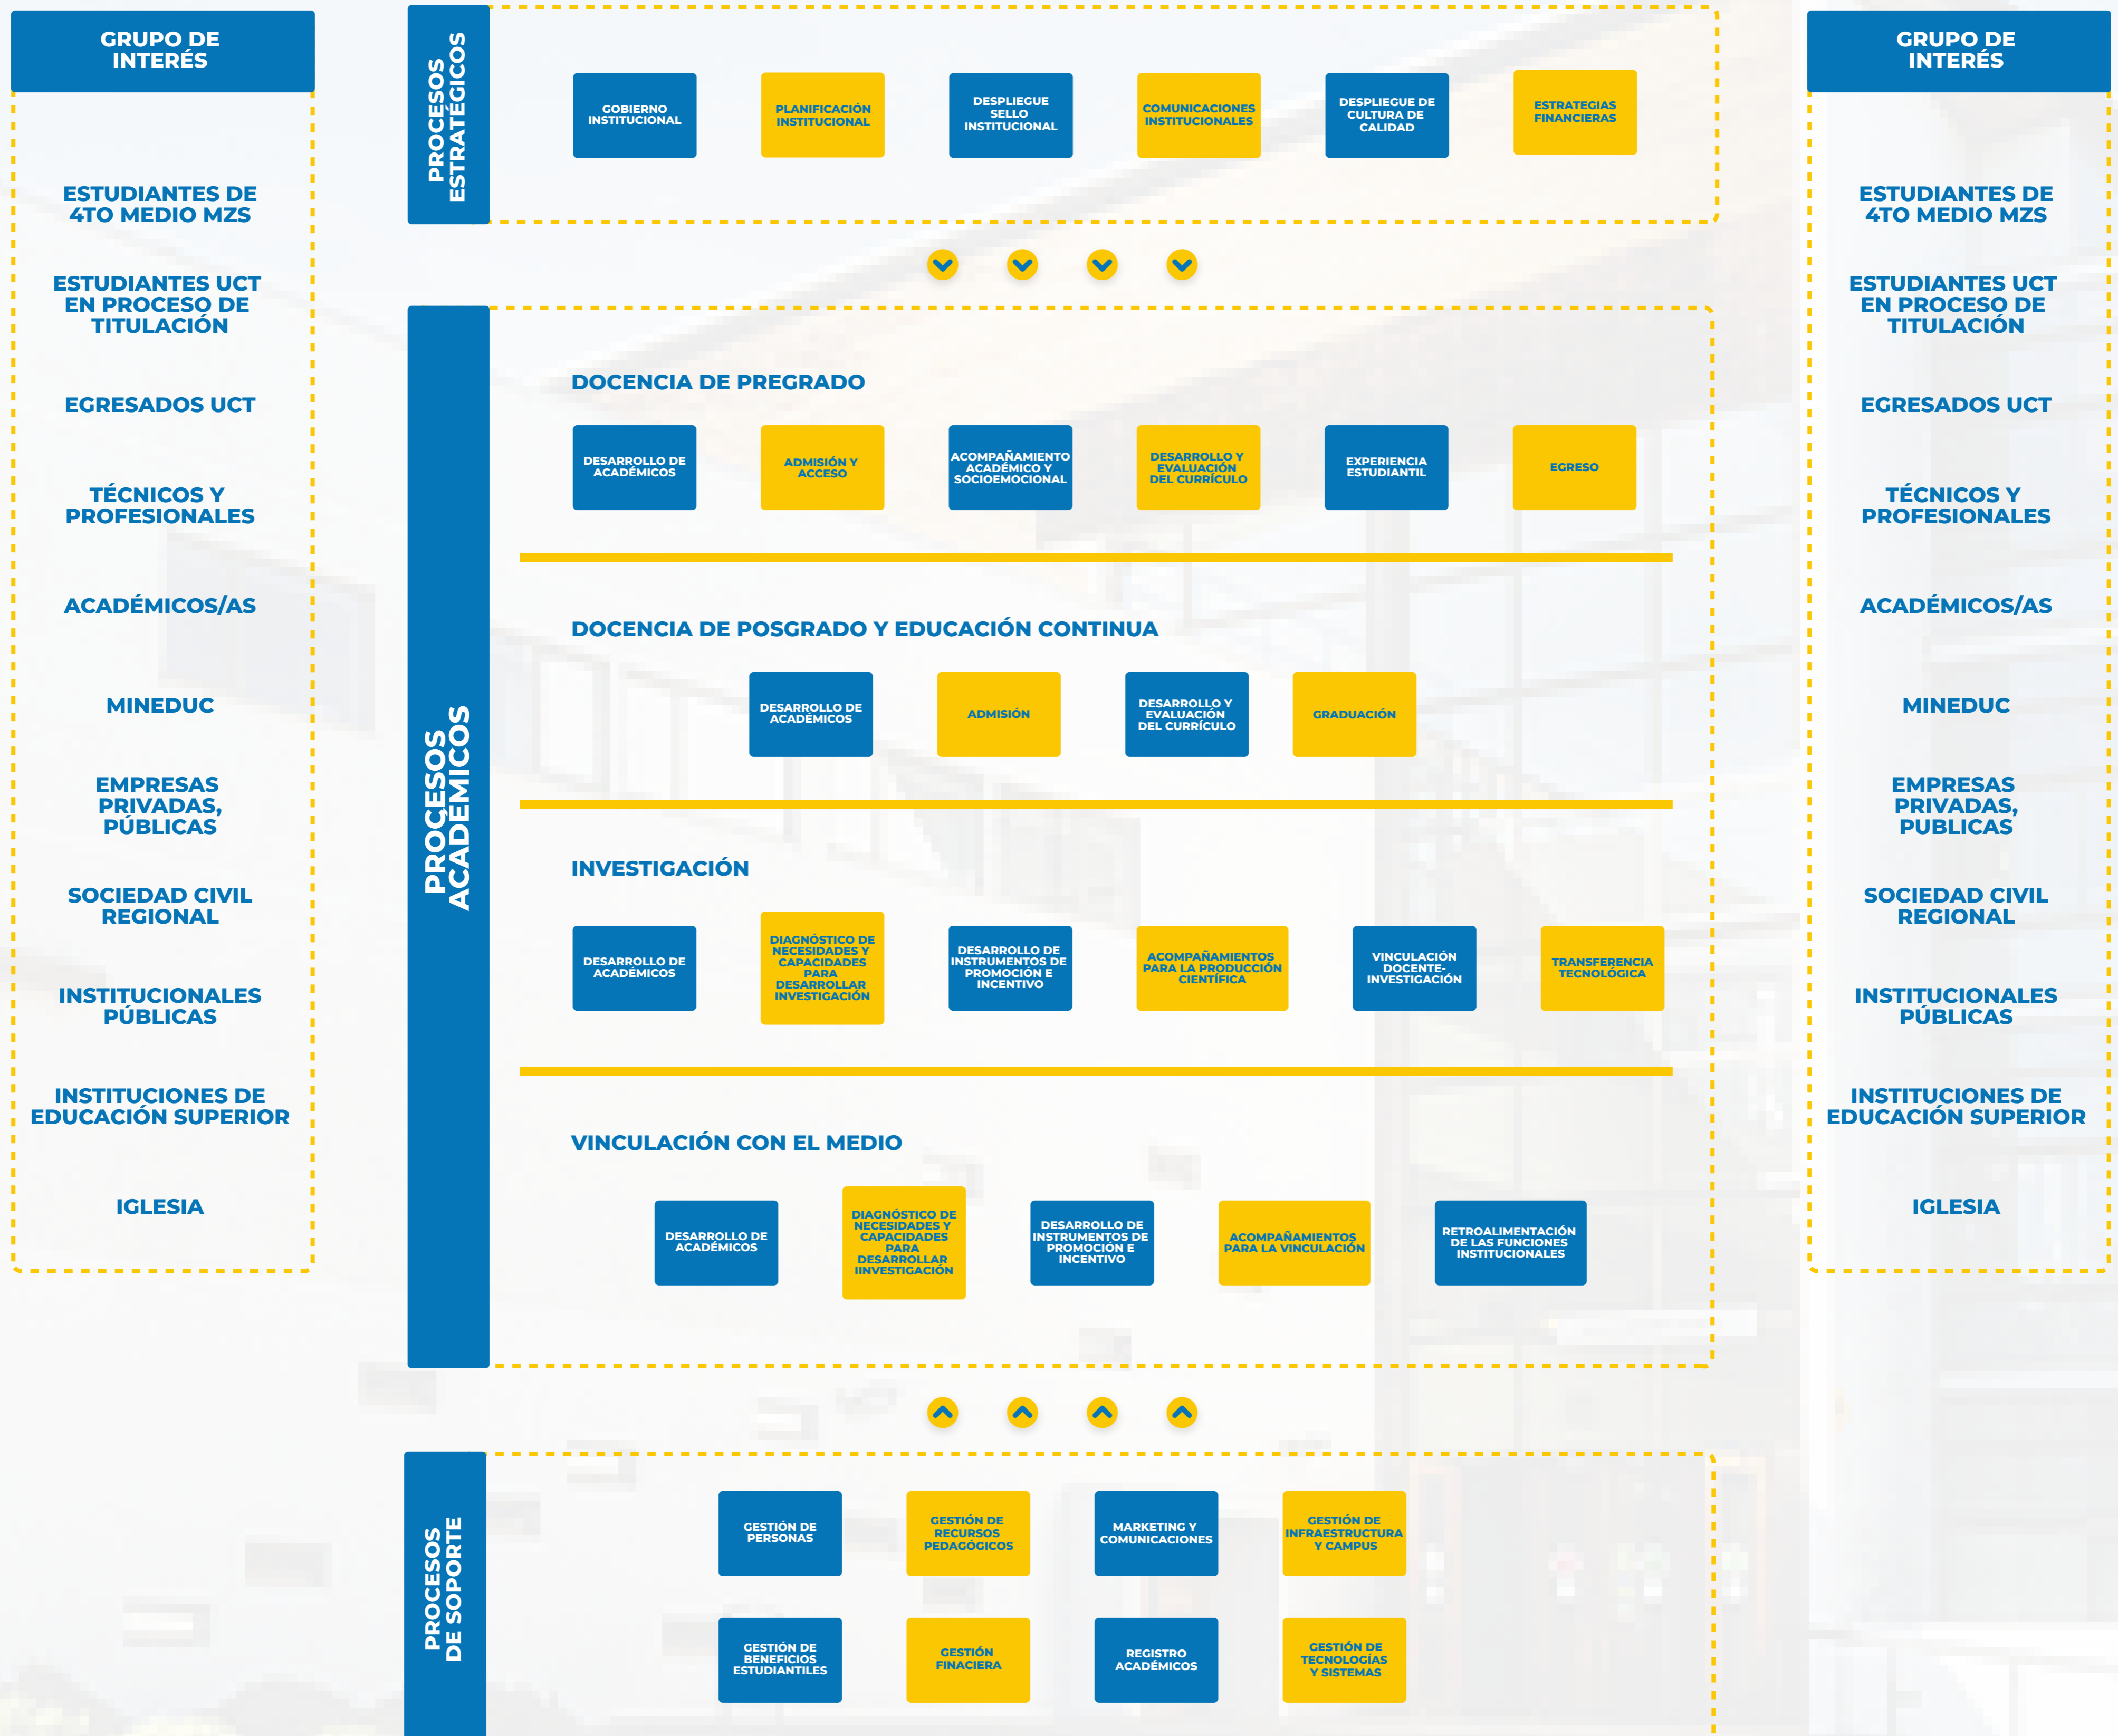 GRUPO DE
INTERÉS
ESTUDIANTES DE
4TO MEDIO MZS
ESTUDIANTES UCT
EN PROCESO DE
TITULACIÓN
EGRESADOS UCT
TÉCNICOS Y
PROFESIONALES
ACADÉMICOS/AS
MINEDUC
EMPRESAS
PRIVADAS,
PÚBLICAS
SOCIEDAD CIVIL
REGIONAL
INSTITUCIONALES
PÚBLICAS
INSTITUCIONES DE
EDUCACIÓN SUPERIOR
IGLESIA
PROCESOS
ESTRATÉGICOS
GOBIERNO
INSTITUCIONAL
PLANIFICACIÓN
INSTITUCIONAL
DESPLIEGUE
SELLO
INSTITUCIONAL
COMUNICACIONES
INSTITUCIONALES
DESPLIEGUE DE
CULTURA DE
CALIDAD
ESTRATEGIAS
FINANCIERAS
PROCESOS
ACADÉMICOS
DOCENCIA DE PREGRADO
DESARROLLO DE
ACADÉMICOS
ADMISIÓN Y
ACCESO
ACOMPAÑAMIENTO
ACADÉMICO Y
SOCIOEMOCIONAL
DESARROLLO Y
EVALUACIÓN
DEL CURRÍCULO
EXPERIENCIA
ESTUDIANTIL
EGRESO
DOCENCIA DE POSGRADO Y EDUCACIÓN CONTINUA
DESARROLLO DE
ACADÉMICOS
ADMISIÓN
DESARROLLO Y
EVALUACIÓN
DEL CURRÍCULO
GRADUACIÓN
INVESTIGACIÓN
DESARROLLO DE
ACADÉMICOS
DIAGNÓSTICO DE
NECESIDADES Y
CAPACIDADES
PARA
DESARROLLAR
INVESTIGACIÓN
DESARROLLO DE
INSTRUMENTOS DE
PROMOCIÓN E
INCENTIVO
ACOMPAÑAMIENTOS
PARA LA PRODUCCIÓN
CIENTÍFICA
VINCULACIÓN
DOCENTE-
INVESTIGACIÓN
TRANSFERENCIA
TECNOLÓGICA
VINCULACIÓN CON EL MEDIO
DESARROLLO DE
ACADÉMICOS
DIAGNÓSTICO DE
NECESIDADES Y
CAPACIDADES
PARA
DESARROLLAR
IINVESTIGACIÓN
DESARROLLO DE
INSTRUMENTOS DE
PROMOCIÓN E
INCENTIVO
ACOMPAÑAMIENTOS
PARA LA VINCULACIÓN
RETROALIMENTACIÓN
DE LAS FUNCIONES
INSTITUCIONALES
PROCESOS
DE SOPORTE
GESTIÓN DE
PERSONAS
GESTIÓN DE
RECURSOS
PEDAGÓGICOS
MARKETING Y
COMUNICACIONES
GESTIÓN DE
INFRAESTRUCTURA
Y CAMPUS
GESTIÓN DE
BENEFICIOS
ESTUDIANTILES
GESTIÓN
FINACIERA
REGISTRO
ACADÉMICOS
GESTIÓN DE
TECNOLOGÍAS
Y SISTEMAS
GRUPO DE
INTERÉS
ESTUDIANTES DE
4TO MEDIO MZS
ESTUDIANTES UCT
EN PROCESO DE
TITULACIÓN
EGRESADOS UCT
TÉCNICOS Y
PROFESIONALES
ACADÉMICOS/AS
MINEDUC
EMPRESAS
PRIVADAS,
PUBLICAS
SOCIEDAD CIVIL
REGIONAL
INSTITUCIONALES
PÚBLICAS
INSTITUCIONES DE
EDUCACIÓN SUPERIOR
IGLESIA